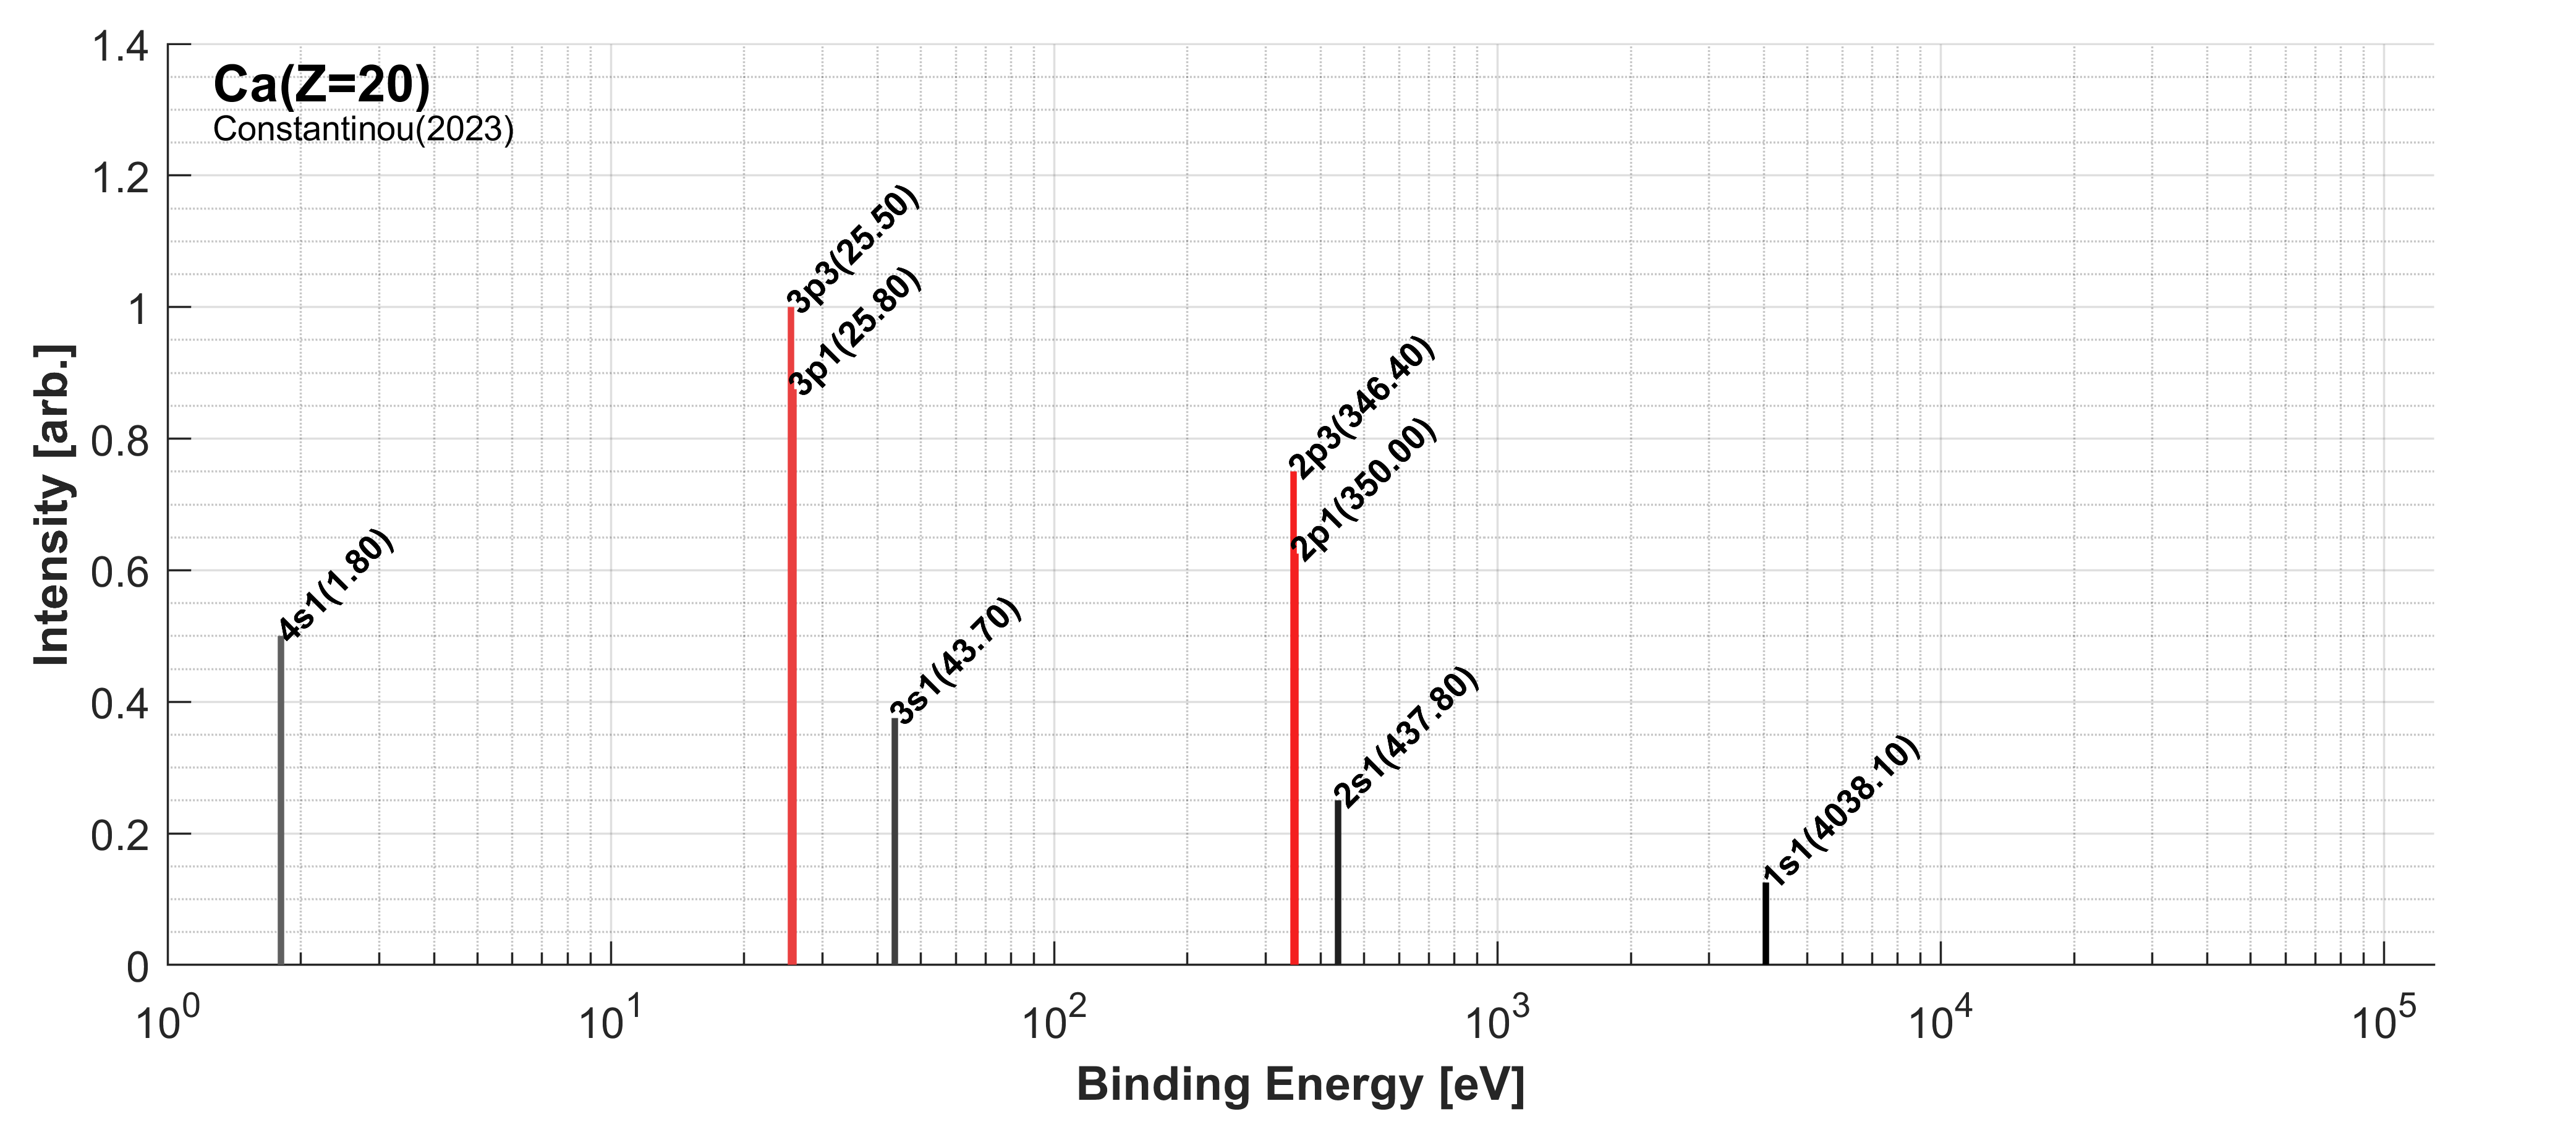 Ca(Z=20)
Constantinou(2023)
Intensity [arb.]
1.4
1.2
1
0.8
0.6
0.4
0.2
0
4s1(1.80)
3p3(25.50)
3p1(25.80)
3s1(43.70)
2p3(346.40)
2p1(350.00)
2s1(437.80)
1s1(4038.10)
10^0 10^1 10^2 10^3 10^4 10^5
Binding Energy [eV]